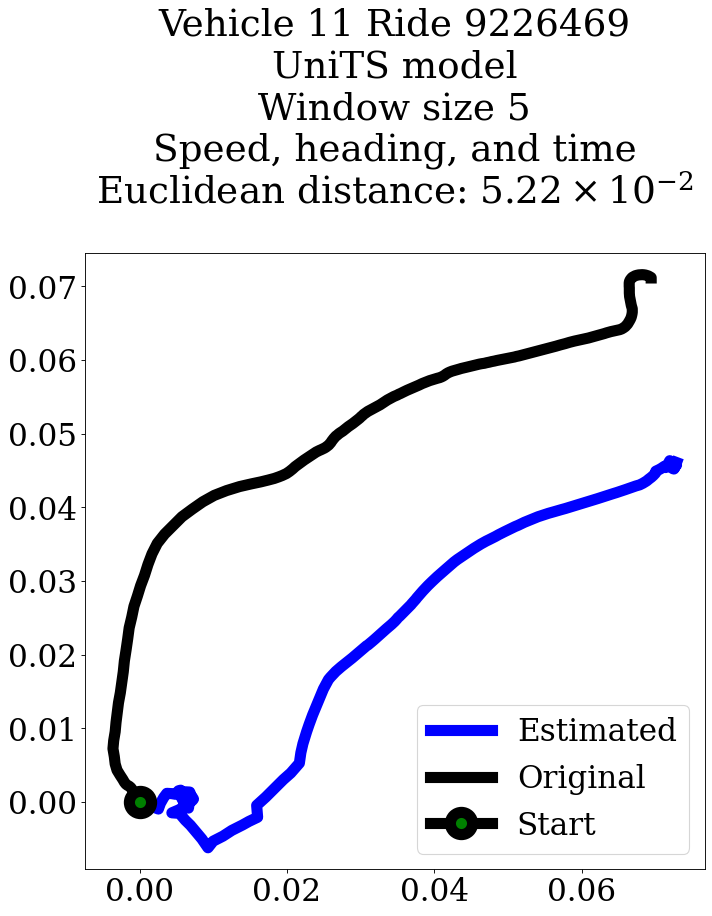 Vehicle 11 Ride 9226469
UniTS model
Window size 5
Speed, heading, and time
Euclidean distance: 5.22 × 10⁻²
0.07
0.06
0.05
0.04
0.03
0.02
0.01
0.00
Estimated
Original
Start
0.00 0.02 0.04 0.06